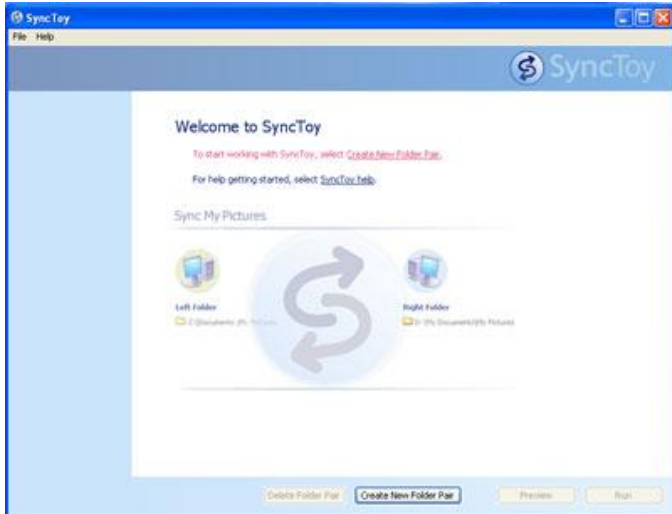 SyncToy
File Help
SyncToy
Welcome to SyncToy
To start working with SyncToy, select Create New Folder Pair.
For help getting started, select SyncToy help.
Sync My Pictures
Left Folder
Right Folder
Delete Folder Pair
Create New Folder Pair
Preview
Run